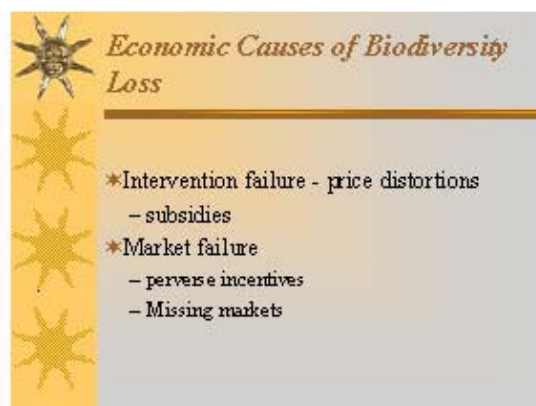 Economic Causes of Biodiversity
Loss
Intervention failure - price distortions
– subsidies
Market failure
– perverse incentives
– Missing markets